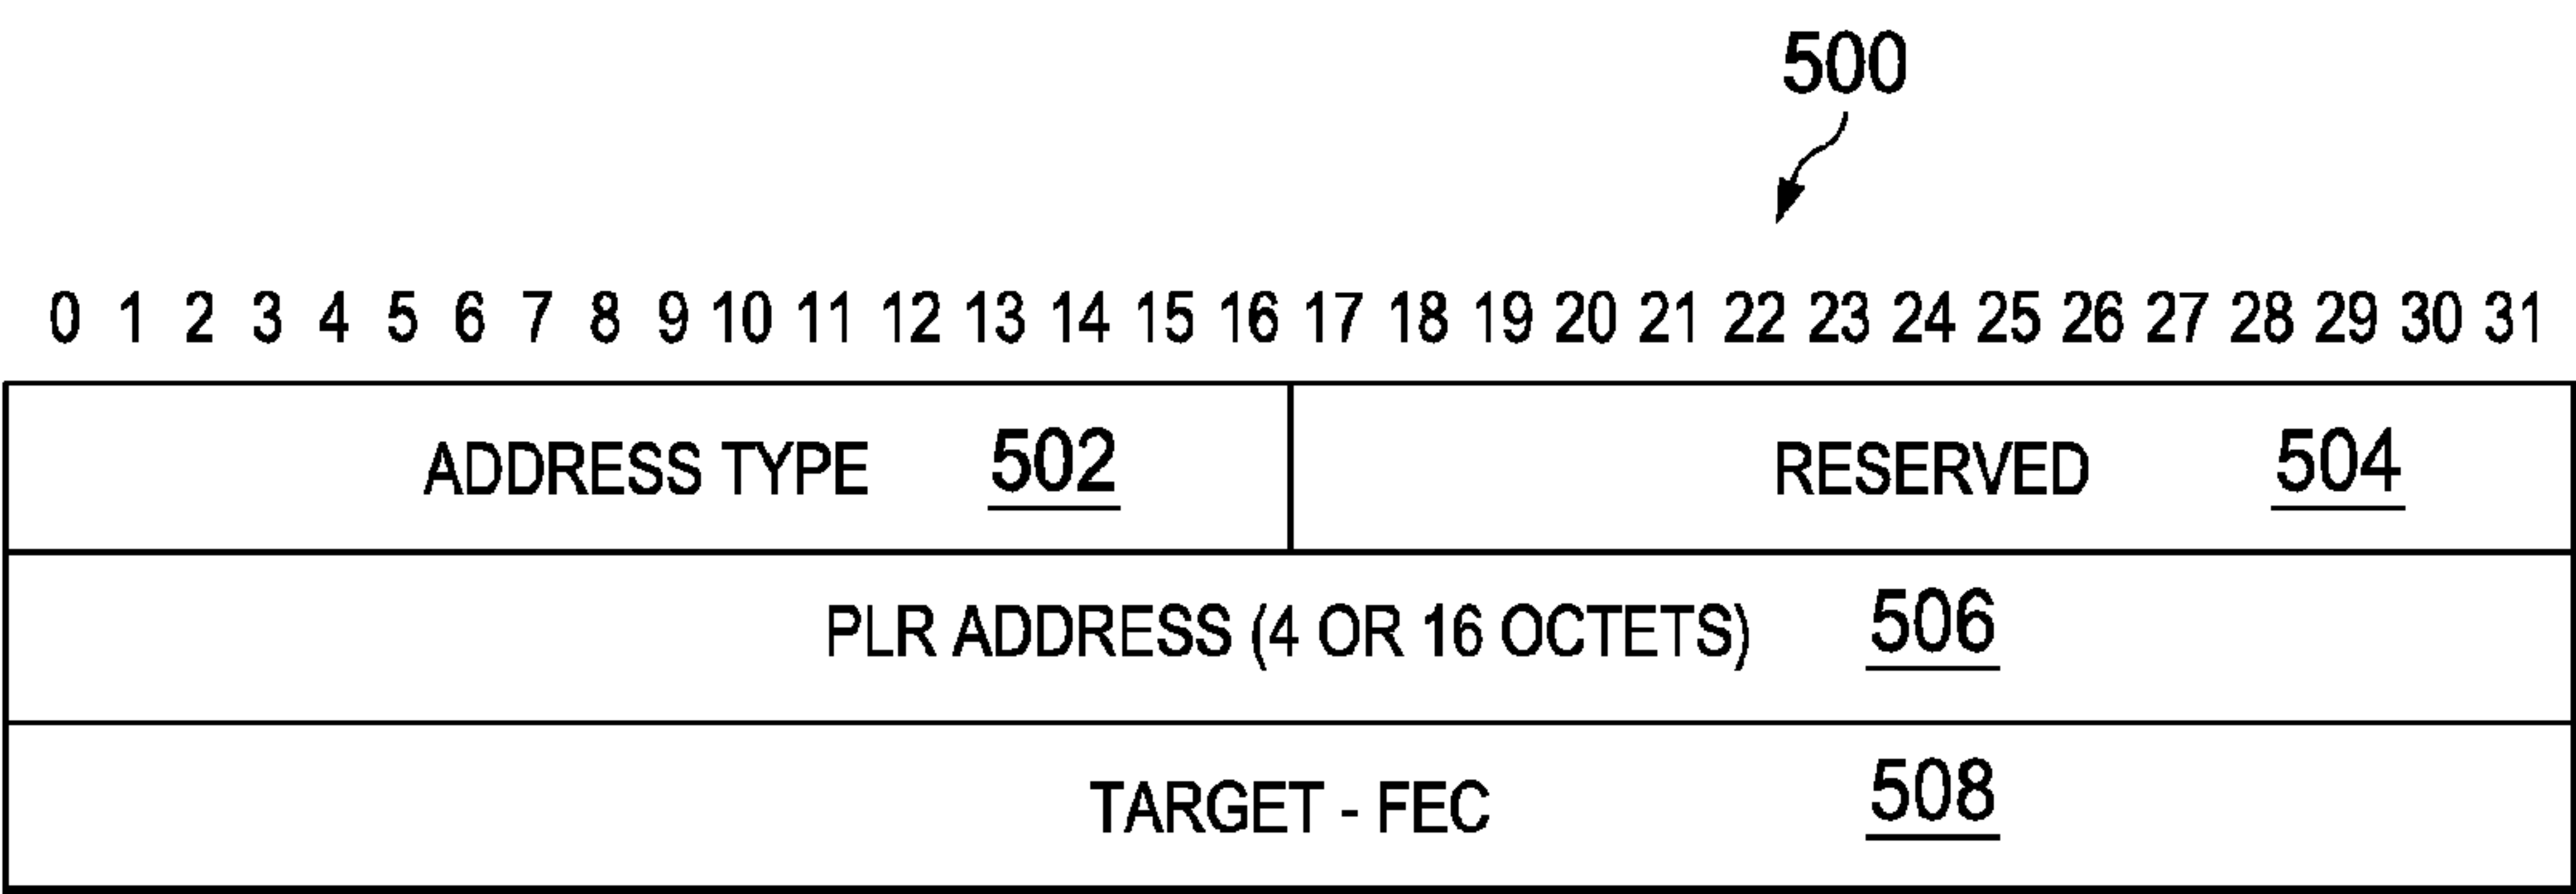 500
0 1 2 3 4 5 6 7 8 9 10 11 12 13 14 15 16 17 18 19 20 21 22 23 24 25 26 27 28 29 30 31
ADDRESS TYPE 502 RESERVED 504
PLR ADDRESS (4 OR 16 OCTETS) 506
TARGET - FEC 508